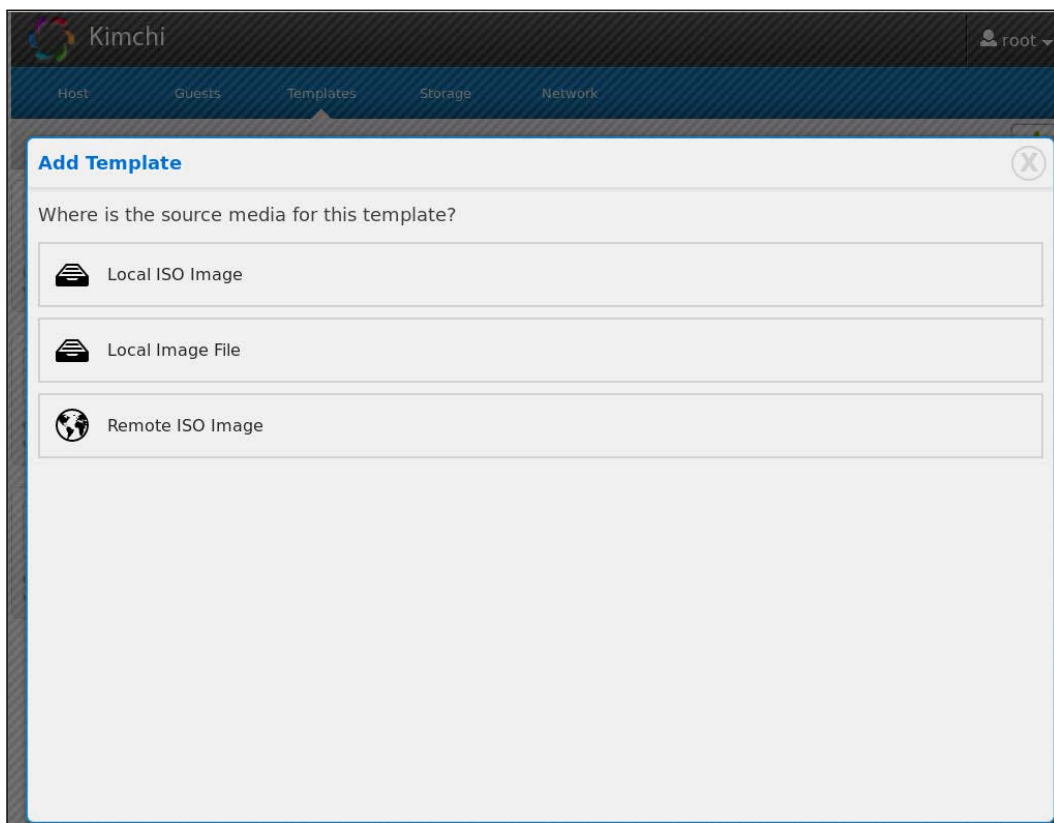 Kimchi
root
Host Guests Templates Storage Network
Add Template
X
Where is the source media for this template?
Local ISO Image
Local Image File
Remote ISO Image